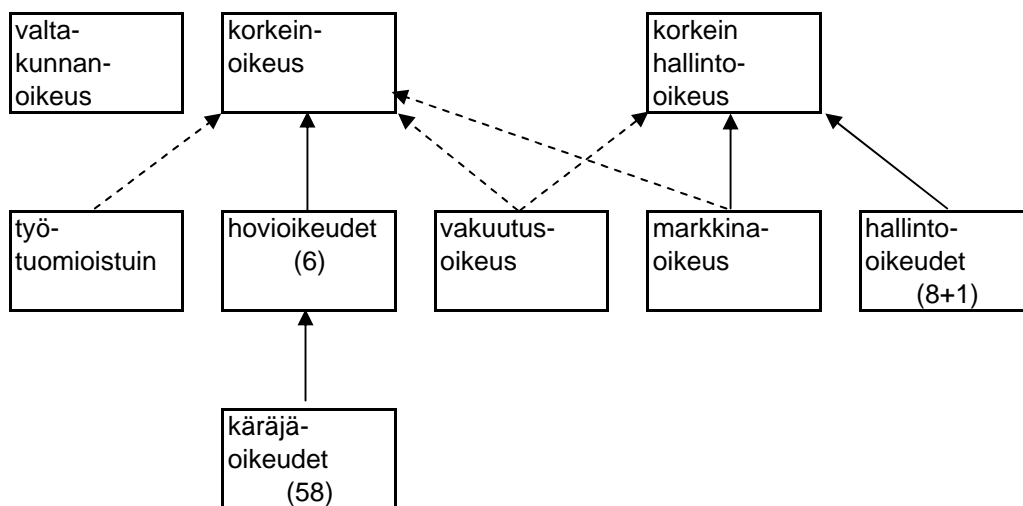 valta-
kunnan-
oikeus
korkein-
oikeus
korkein
hallinto-
oikeus
työ-
tuomioistuin
hovioikeudet
(6)
vakuutus-
oikeus
markkina-
oikeus
hallinto-
oikeudet
(8+1)
käräjä-
oikeudet
(58)